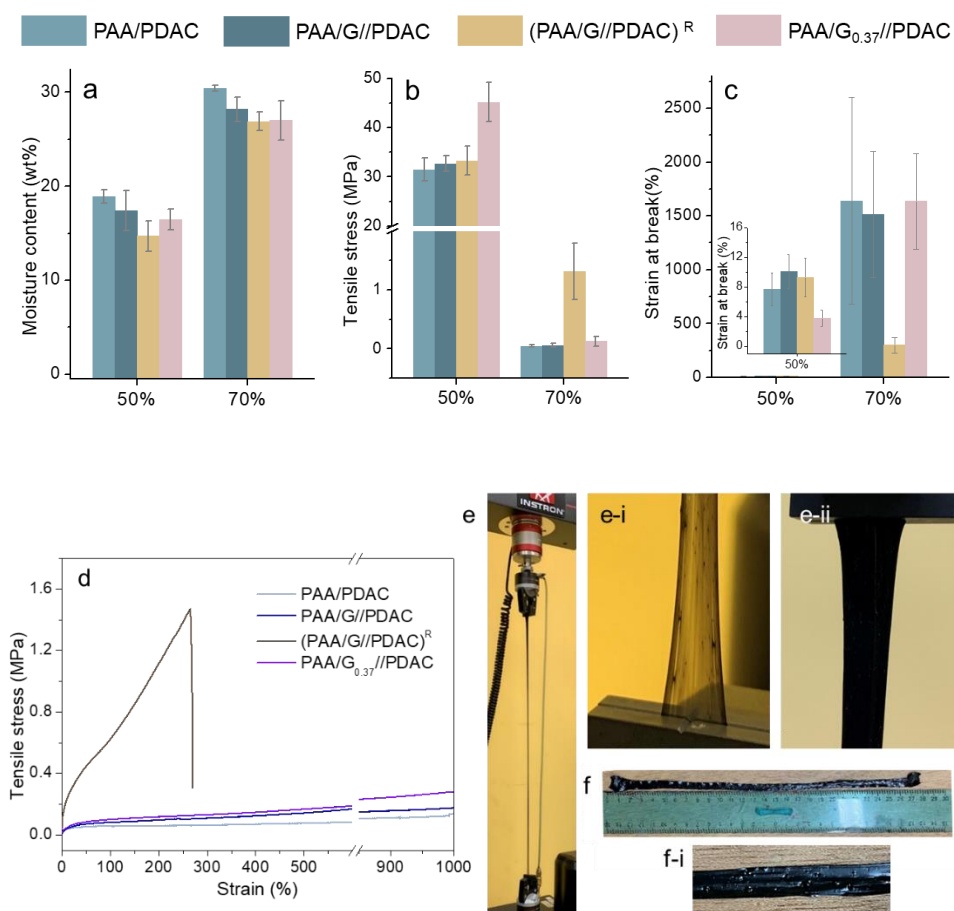 PAA/PDAC PAA/G//PDAC (PAA/G//PDAC) R PAA/G0.37//PDAC
a
Moisture content (wt%)
30
20
10
0
50% 70%
b
Tensile stress (MPa)
50
40
30
20
1
0
50% 70%
c
Strain at break(%)
2500
2000
1500
1000
500
0
50% 70%
Strain at break (%)
16
12
8
4
0
50%
d
Tensile stress (MPa)
1.6
1.2
0.8
0.4
0.0
PAA/PDAC
PAA/G//PDAC
(PAA/G//PDAC)R
PAA/G0.37//PDAC
0 100 200 300 400 500 600 900 1000
Strain (%)
e
INSTRON
e-i
e-ii
f
f-i